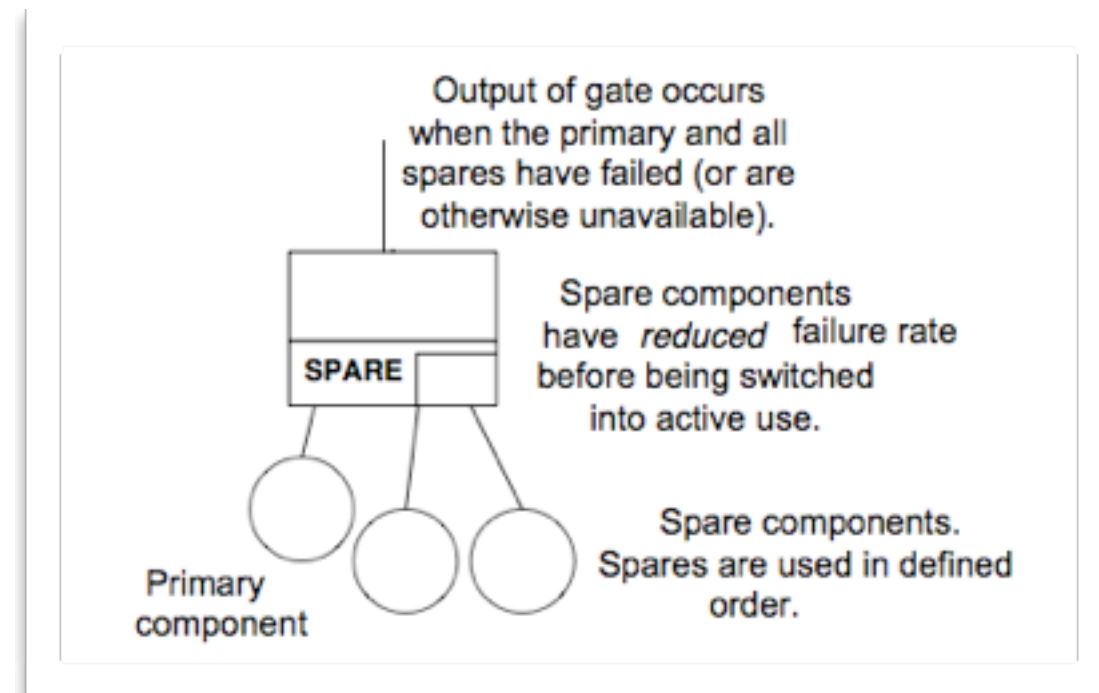 Output of gate occurs
when the primary and all
spares have failed (or are
otherwise unavailable).
Spare components
have reduced failure rate
before being switched
into active use.
SPARE
Spare components.
Spares are used in defined
order.
Primary
component